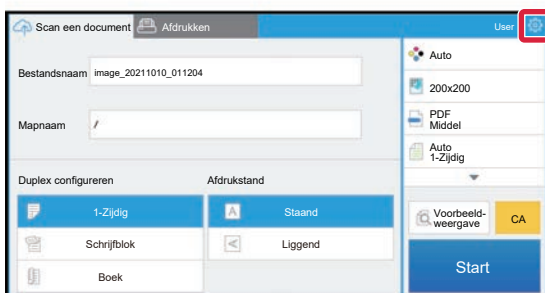 Scan een document
Afdrukken
User
Bestandsnaam
image_20211010_011204
Mapnaam
/
Duplex configureren
Afdrukstand
1-Zijdig
Schrijfblok
Boek
A
Staand
Liggend
Auto
200x200
PDF
Middel
Auto
1-Zijdig
Voorbeeld-
weergave
CA
Start